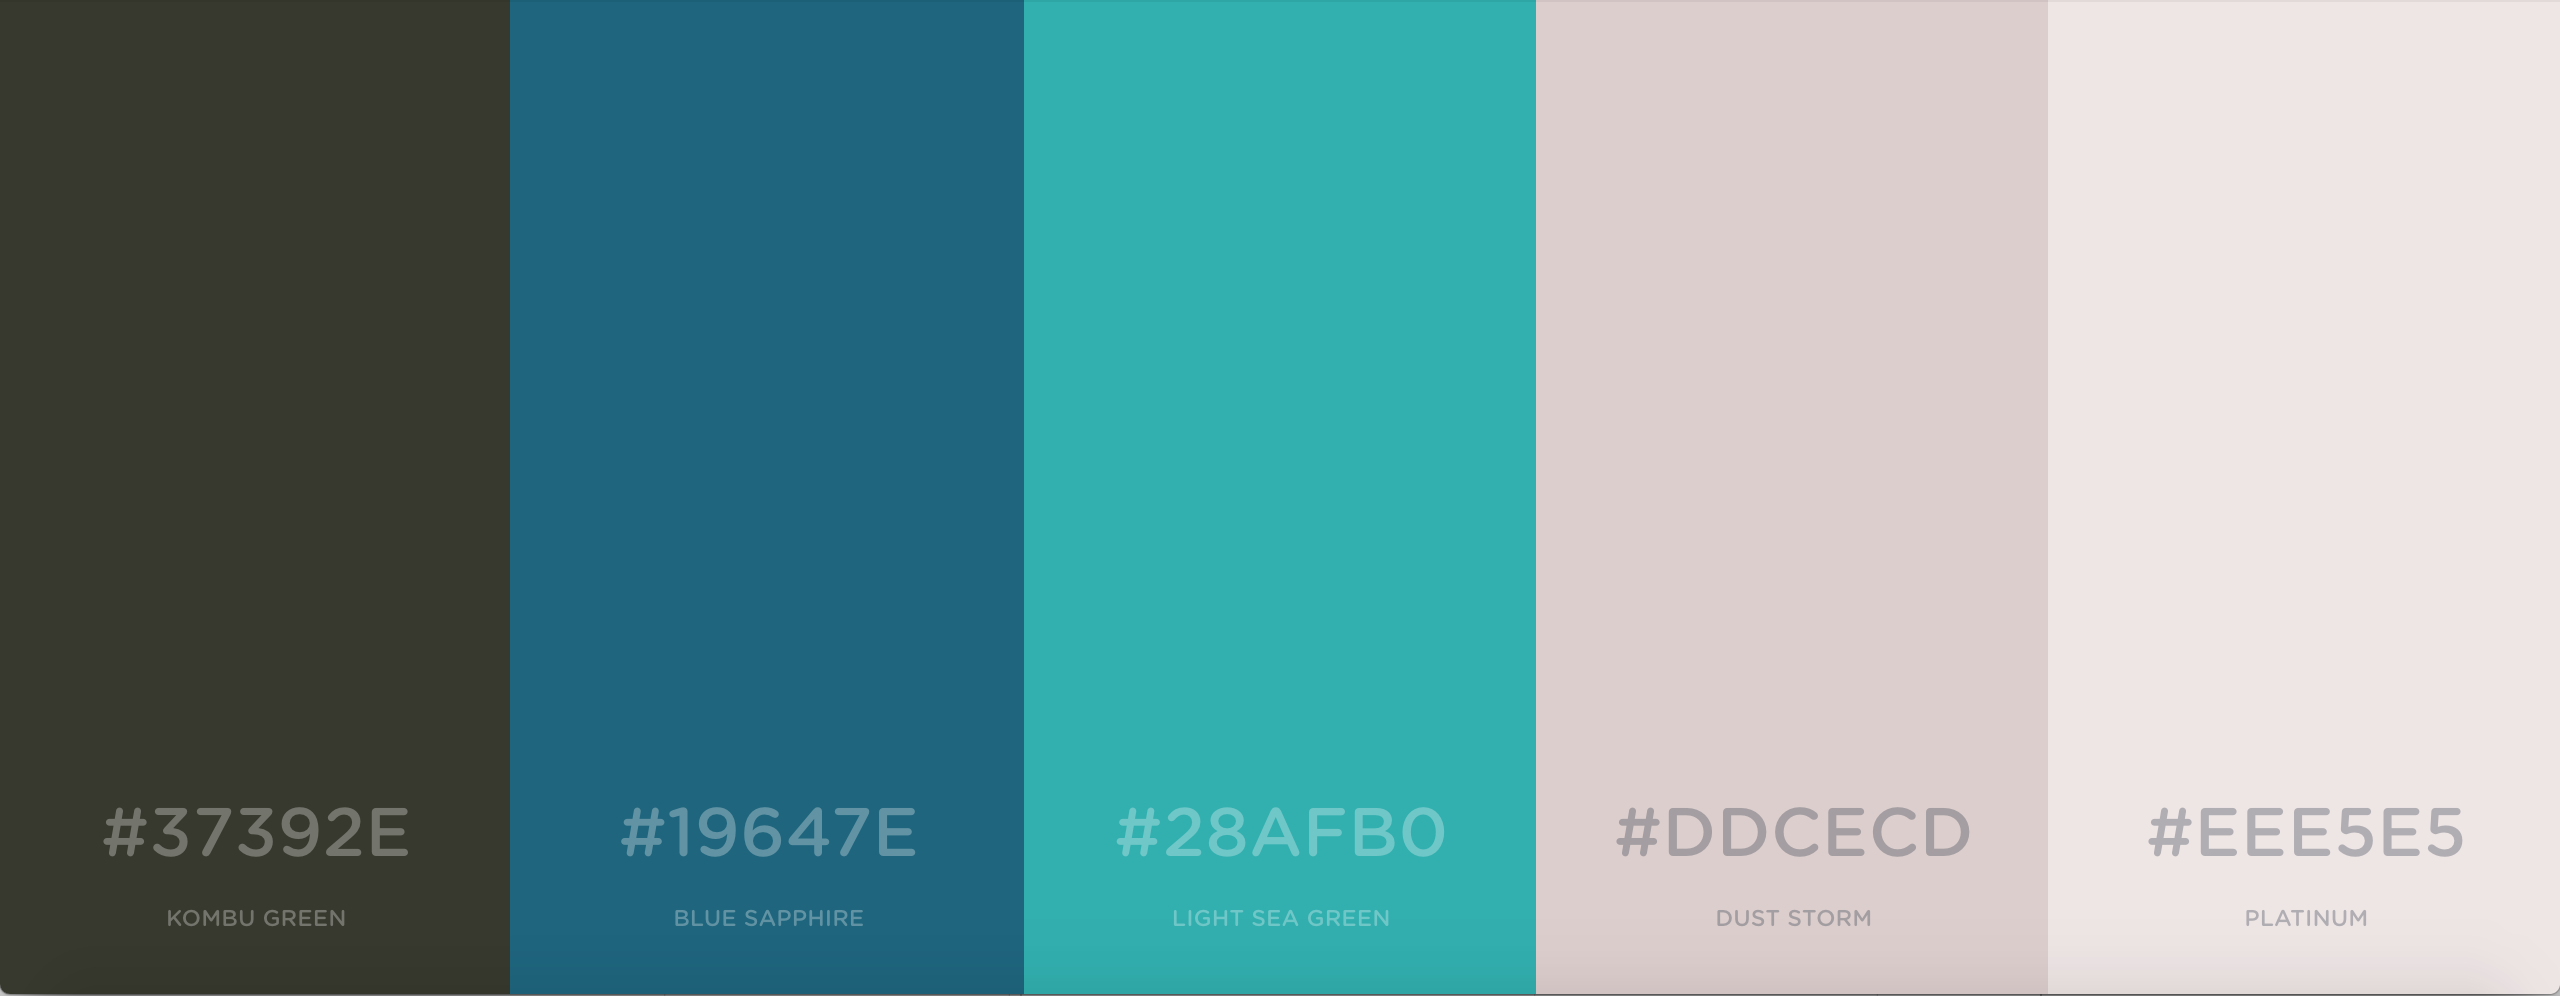 #37392E
KOMBU GREEN
#19647E
BLUE SAPPHIRE
#28AFB0
LIGHT SEA GREEN
#DDCECD
DUST STORM
#EEE5E5
PLATINUM